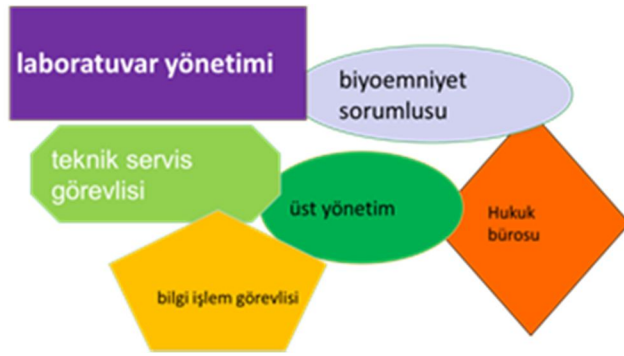 laboratuvar yönetimi
biyoemniyet
sorumlusu
teknik servis
görevlisi
üst yönetim
Hukuk
bürosu
bilgi işlem görevlisi